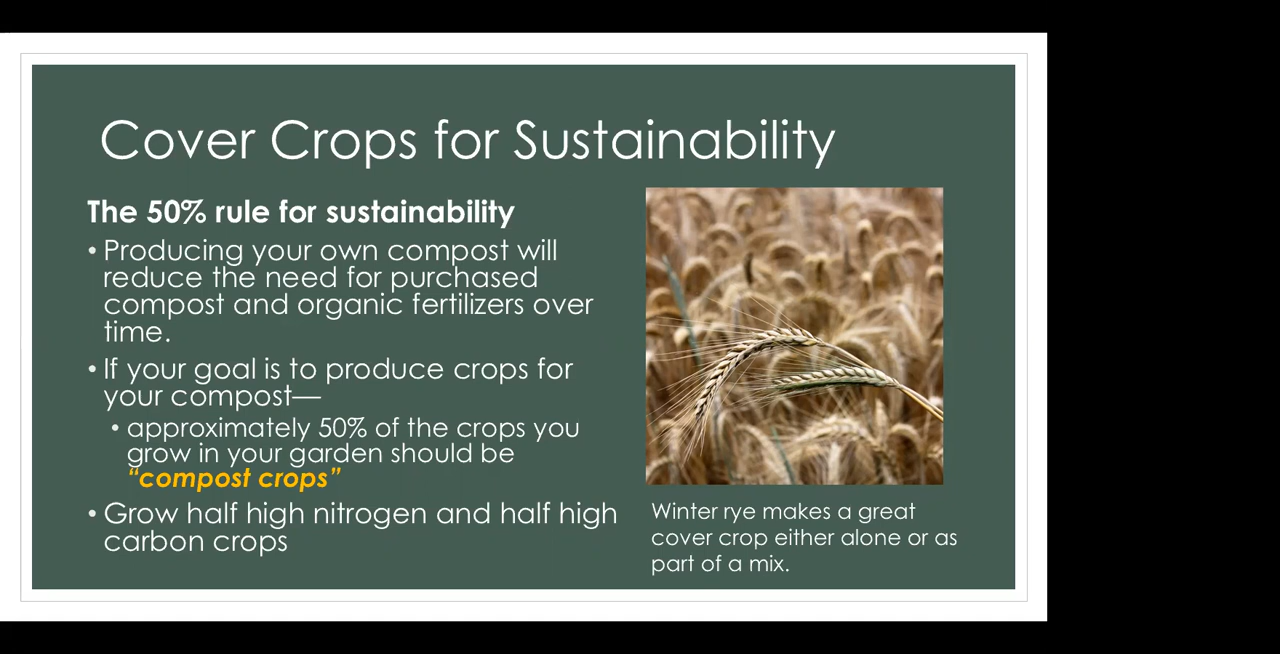 Cover Crops for Sustainability
The 50% rule for sustainability
• Producing your own compost will
reduce the need for purchased
compost and organic fertilizers over
time.
• If your goal is to produce crops for
your compost—
• approximately 50% of the crops you
grow in your garden should be
“compost crops”
• Grow half high nitrogen and half high
carbon crops
Winter rye makes a great
cover crop either alone or as
part of a mix.